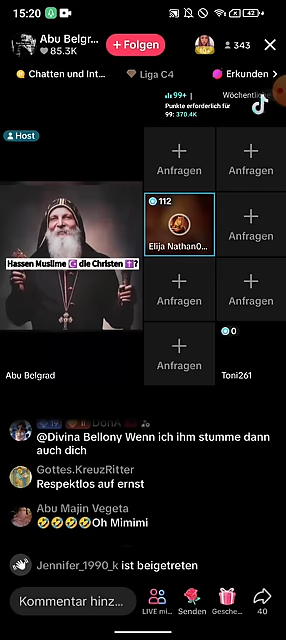 15:20
Abu Belgr...
85.3K
+ Folgen
343
Chatten und Int...
Liga C4
Erkunden >
99+ |
Punkte erforderlich für
99: 370.4K
Wöchentliche
Host
Anfragen
Anfragen
112
Elija Nathan0...
Anfragen
Anfragen
Anfragen
Anfragen
0
Toni261
Hassen Muslime die Christen ?
Abu Belgrad
@Divina Bellony Wenn ich ihm stumme dann
auch dich
Gottes.KreuzRitter
Respektlos auf ernst
Abu Majin Vegeta
🤣🤣🤣🤣Oh Mimimi
Jennifer_1990_k ist beigetreten
Kommentar hinz...
LIVE mi...
Senden
Gesche...
40